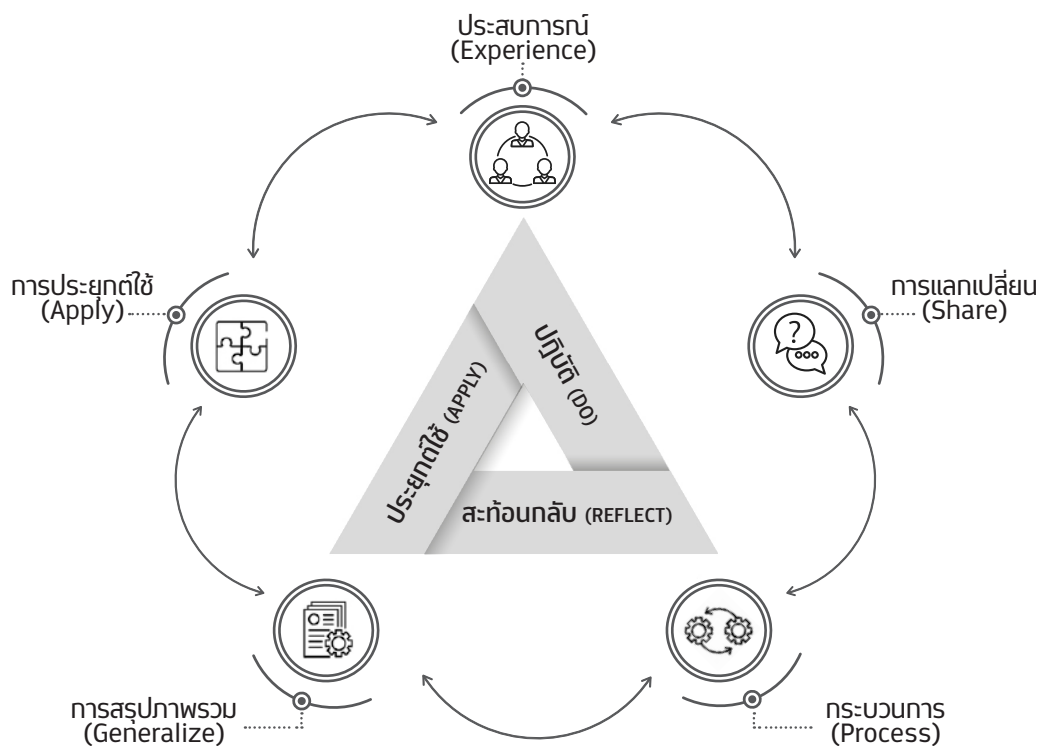 ประสบการณ์
(Experience)
การประยุกต์ใช้
(Apply)
การแลกเปลี่ยน
(Share)
ปฏิบัติ (DO)
ประยุกต์ใช้ (APPLY)
สะท้อนกลับ (REFLECT)
?
การสรุปภาพรวม
(Generalize)
กระบวนการ
(Process)